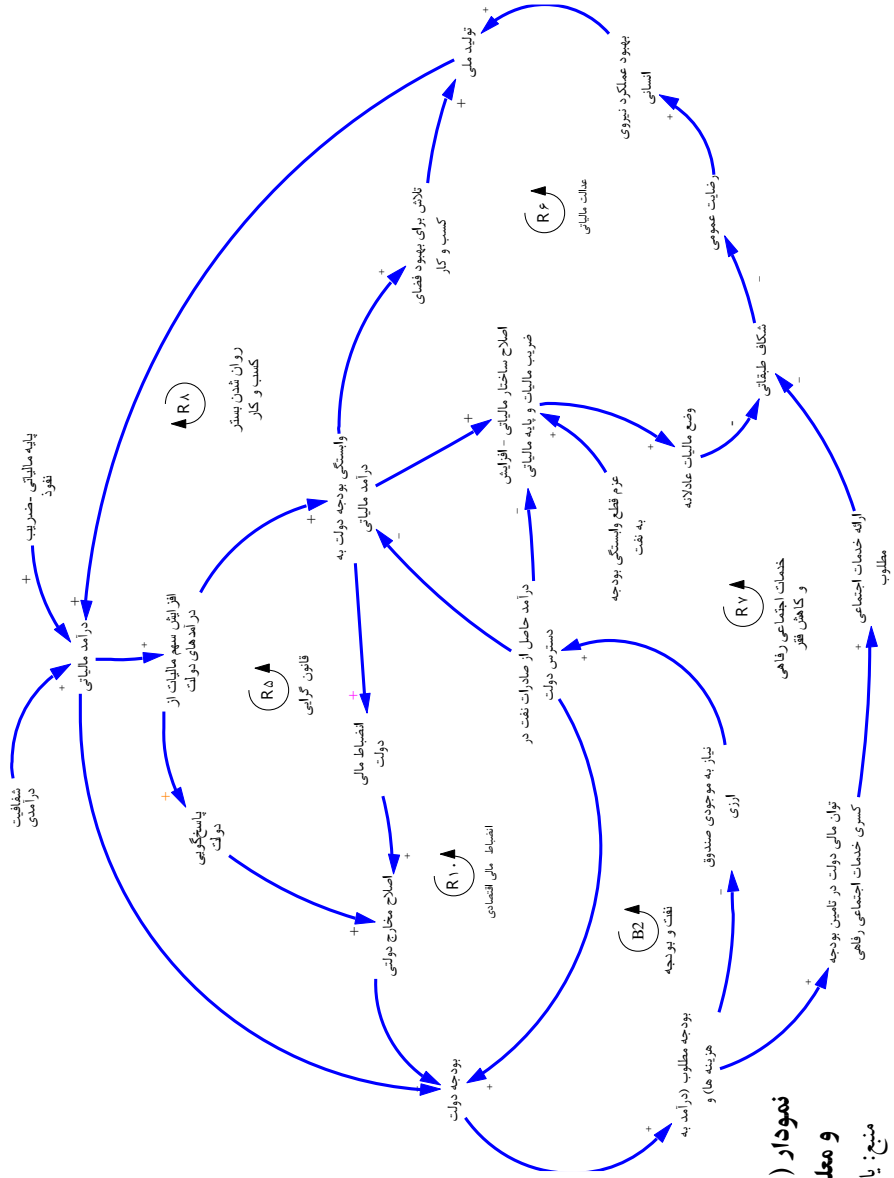 تولید ملی
بهبود عملکرد نیروی
انسانی
+
+
+
+
تلاش برای بهبود فضای
کسب و کار
+
R۶
عدالت مالیاتی
رضایت عمومی
-
شکاف طبقاتی
-
-
پایه مالیاتی -ضریب
نفوذ
+
R۸
روان شدن بستر
کسب و کار
وابستگی بودجه دولت به
درآمد مالیاتی
+
-
اصلاح ساختار مالیاتی - افزایش
ضریب مالیات و پایه مالیاتی
+
+
-
وضع مالیات عادلانه
+
عزم قطع وابستگی بودجه
به نفت
شفافیت
درآمدی
+
درآمد مالیاتی
+
افزایش سهم مالیات از
درآمدهای دولت
+
R۵
قانون گرایی
درآمد حاصل از صادرات نفت در
دسترس دولت
+
R۷
خدمات اجتماعی رفاهی
و کاهش فقر
ارائه خدمات اجتماعی
مطلوب
+
پاسخ‌گویی
دولت
+
انضباط مالی
دولت
+
نیاز به موجودی صندوق
ارزی
-
اصلاح مخارج دولتی
+
+
R۱۰
انضباط مالی اقتصادی
B2
نفت و بودجه
توان مالی دولت در تامین بودجه
کسری خدمات اجتماعی رفاهی
+
بودجه دولت
+
بودجه مطلوب (درآمد به
هزینه ها) و
+
نمودار (
و معل
منبع: یا